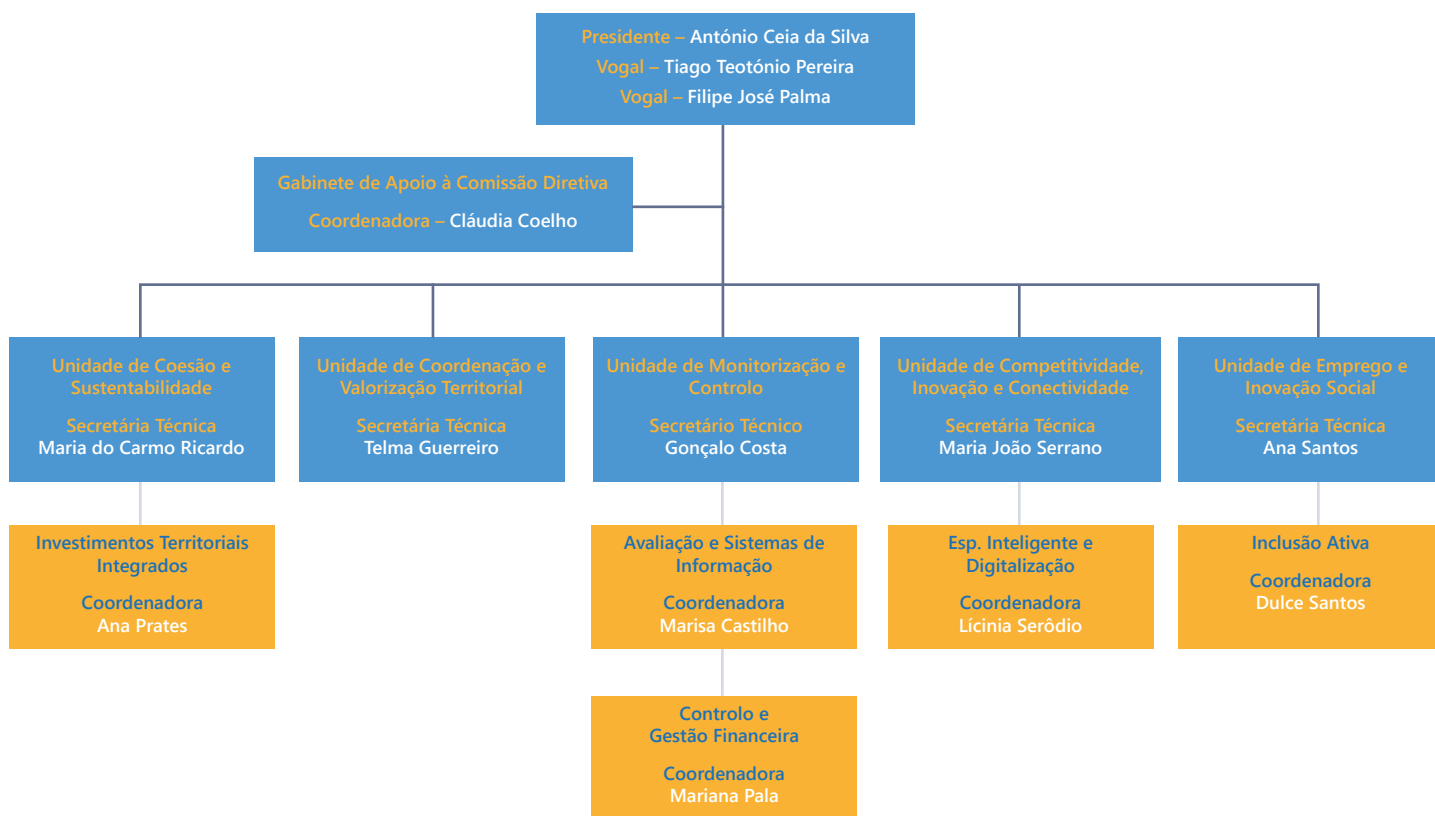 Presidente – António Ceia da Silva
Vogal – Tiago Teotónio Pereira
Vogal – Filipe José Palma
Gabinete de Apoio à Comissão Diretiva
Coordenadora – Cláudia Coelho
Unidade de Coesão e
Sustentabilidade
Secretária Técnica
Maria do Carmo Ricardo
Unidade de Coordenação e
Valorização Territorial
Secretária Técnica
Telma Guerreiro
Unidade de Monitorização e
Controlo
Secretário Técnico
Gonçalo Costa
Unidade de Competitividade,
Inovação e Conectividade
Secretária Técnica
Maria João Serrano
Unidade de Emprego e
Inovação Social
Secretária Técnica
Ana Santos
Investimentos Territoriais
Integrados
Coordenadora
Ana Prates
Avaliação e Sistemas de
Informação
Coordenadora
Marisa Castilho
Esp. Inteligente e
Digitalização
Coordenadora
Lícinia Serôdio
Inclusão Ativa
Coordenadora
Dulce Santos
Controlo e
Gestão Financeira
Coordenadora
Mariana Pala